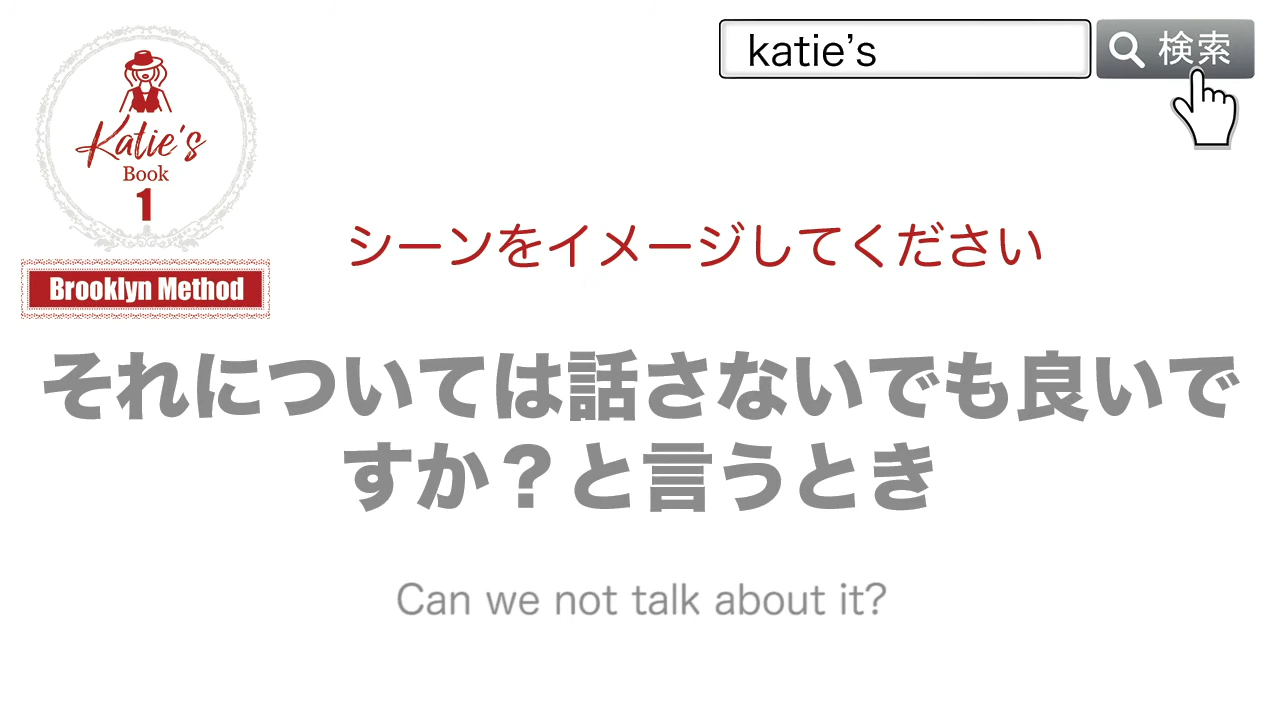 Katie's
Book
1
Brooklyn Method
katie’s
検索
シーンをイメージしてください
それについては話さないでも良いで
すか？と言うとき
Can we not talk about it?